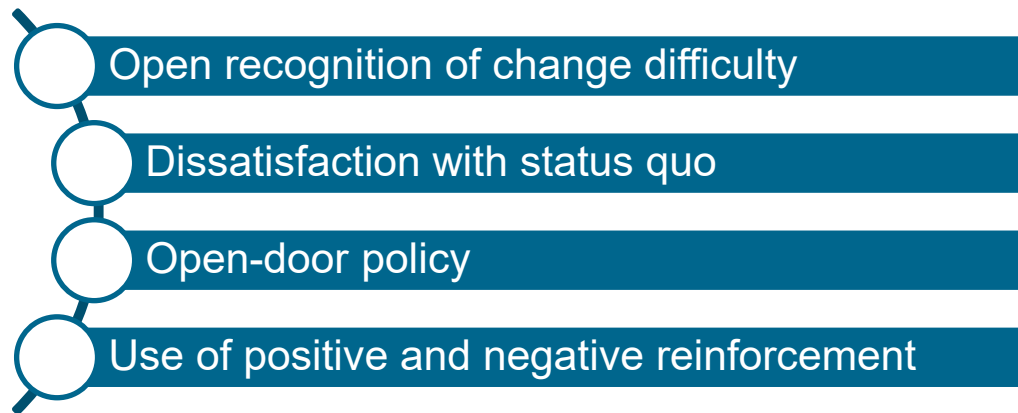 Open recognition of change difficulty
Dissatisfaction with status quo
Open-door policy
Use of positive and negative reinforcement